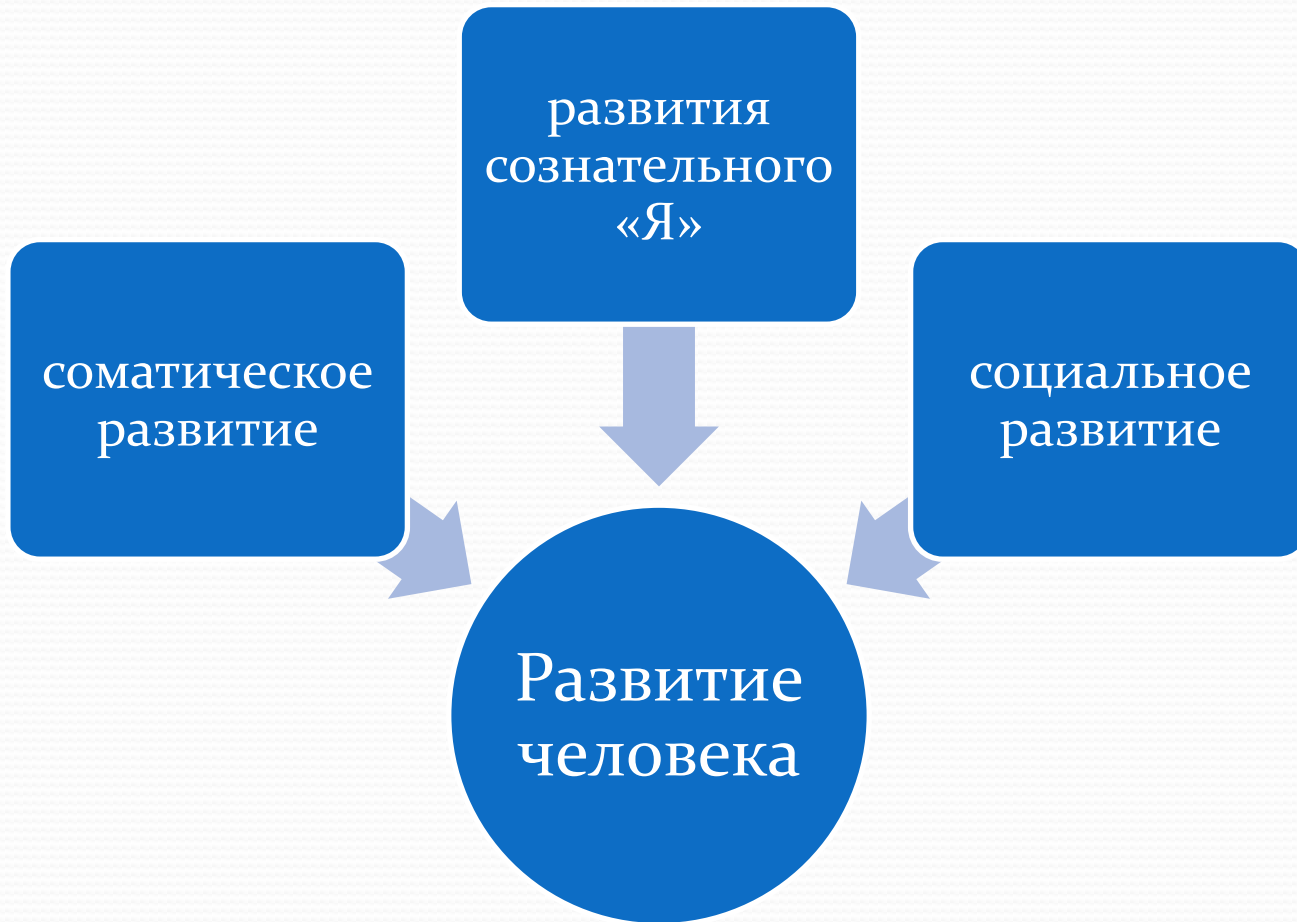 развития
сознательного
«Я»
соматическое
развитие
социальное
развитие
Развитие
человека